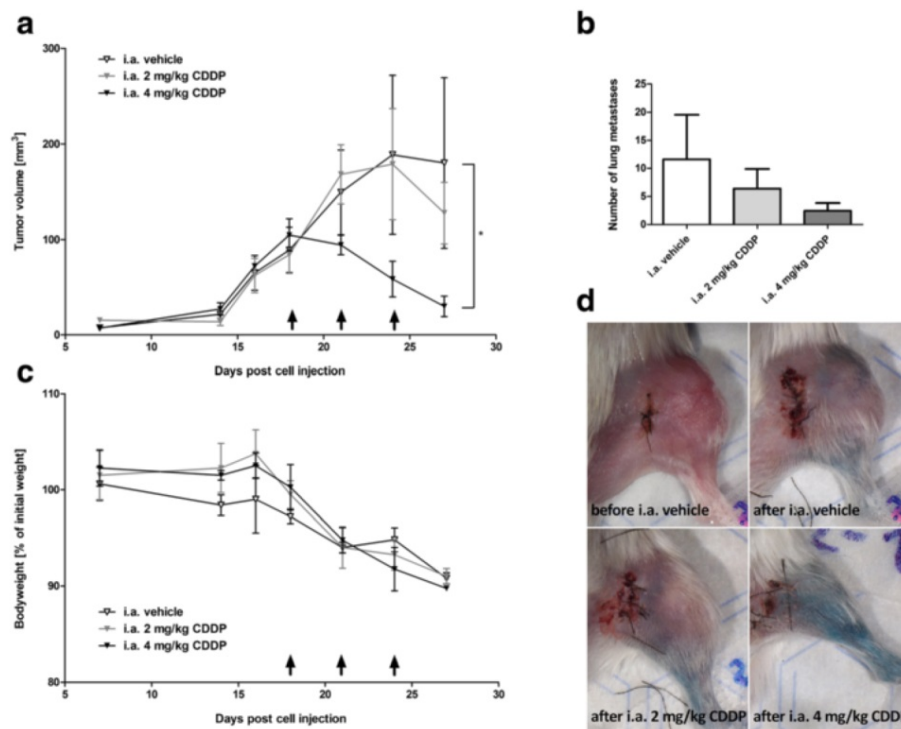 a
i.a. vehicle
i.a. 2 mg/kg CDDP
i.a. 4 mg/kg CDDP
300
200
100
0
Tumor volume [mm³]
*
5
10
15
20
25
30
Days post cell injection
b
25
20
15
10
5
0
Number of lung metastases
i.a. vehicle
i.a. 2 mg/kg CDDP
i.a. 4 mg/kg CDDP
c
110
100
90
80
Bodyweight [% of initial weight]
i.a. vehicle
i.a. 2 mg/kg CDDP
i.a. 4 mg/kg CDDP
5
10
15
20
25
30
Days post cell injection
d
before i.a. vehicle
after i.a. vehicle
after i.a. 2 mg/kg CDDP
after i.a. 4 mg/kg CDD